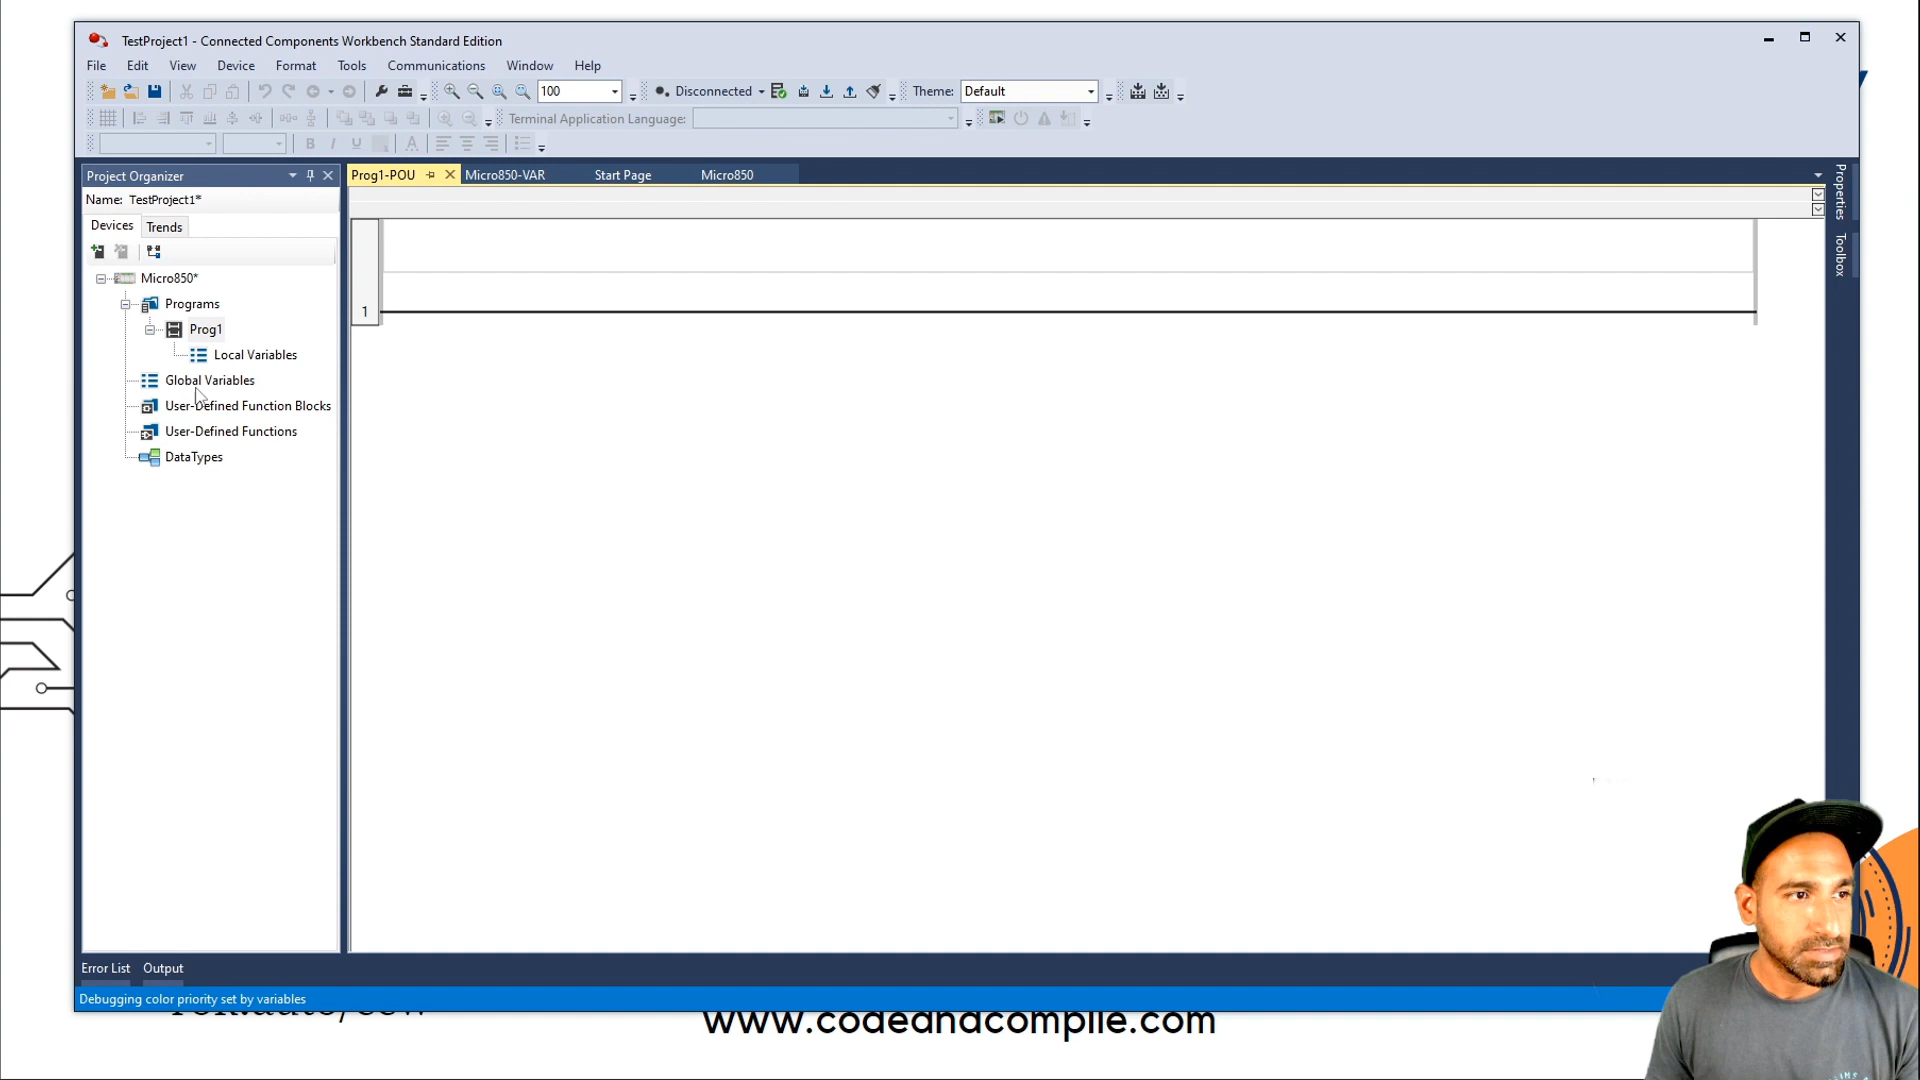 TestProject1 - Connected Components Workbench Standard Edition
File Edit View Device Format Tools Communications Window Help
100 Disconnected Theme: Default
Terminal Application Language:
B I U A
Project Organizer
Name: TestProject1*
Devices Trends
Micro850*
Programs
Prog1
Local Variables
Global Variables
User-Defined Function Blocks
User-Defined Functions
DataTypes
Prog1-POU Micro850-VAR Start Page Micro850
1
Properties
Toolbox
Error List Output
Debugging color priority set by variables
www.codeandcompile.com